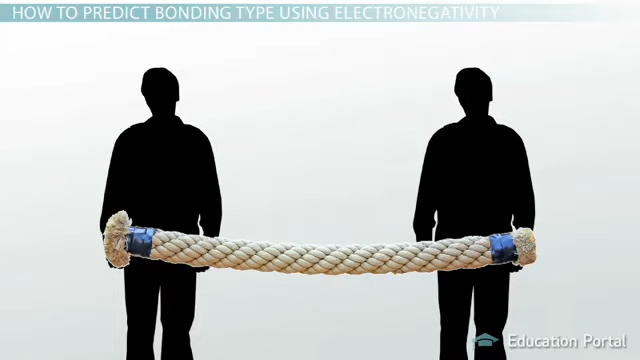 HOW TO PREDICT BONDING TYPE USING ELECTRONEGATIVITY
Education Portal